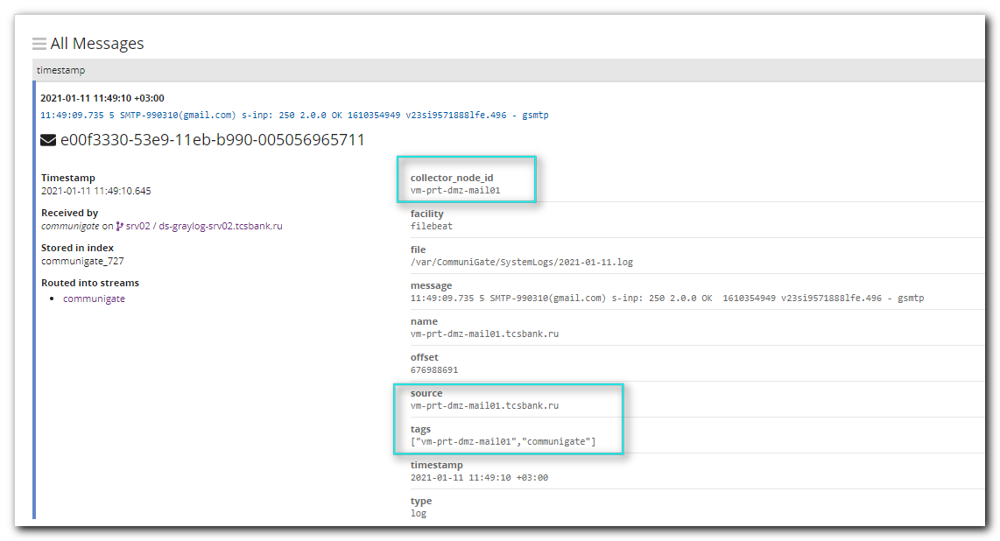 All Messages
timestamp
2021-01-11 11:49:10 +03:00
11:49:09.735 5 SMTP-990310(gmail.com) s-inp: 250 2.0.0 OK 1610354949 v23si9571888lfe.496 - gsmtp
e00f3330-53e9-11eb-b990-005056965711
Timestamp
2021-01-11 11:49:10.645
Received by
communigate on srv02 / ds-graylog-srv02.tcsbank.ru
Stored in index
communigate_727
Routed into streams
• communigate
collector_node_id
vm-prt-dmz-mail01
facility
filebeat
file
/var/CommuniGate/SystemLogs/2021-01-11.log
message
11:49:09.735 5 SMTP-990310(gmail.com) s-inp: 250 2.0.0 OK  1610354949 v23si9571888lfe.496 - gsmtp
name
vm-prt-dmz-mail01.tcsbank.ru
offset
676988691
source
vm-prt-dmz-mail01.tcsbank.ru
tags
["vm-prt-dmz-mail01","communigate"]
timestamp
2021-01-11 11:49:10 +03:00
type
log